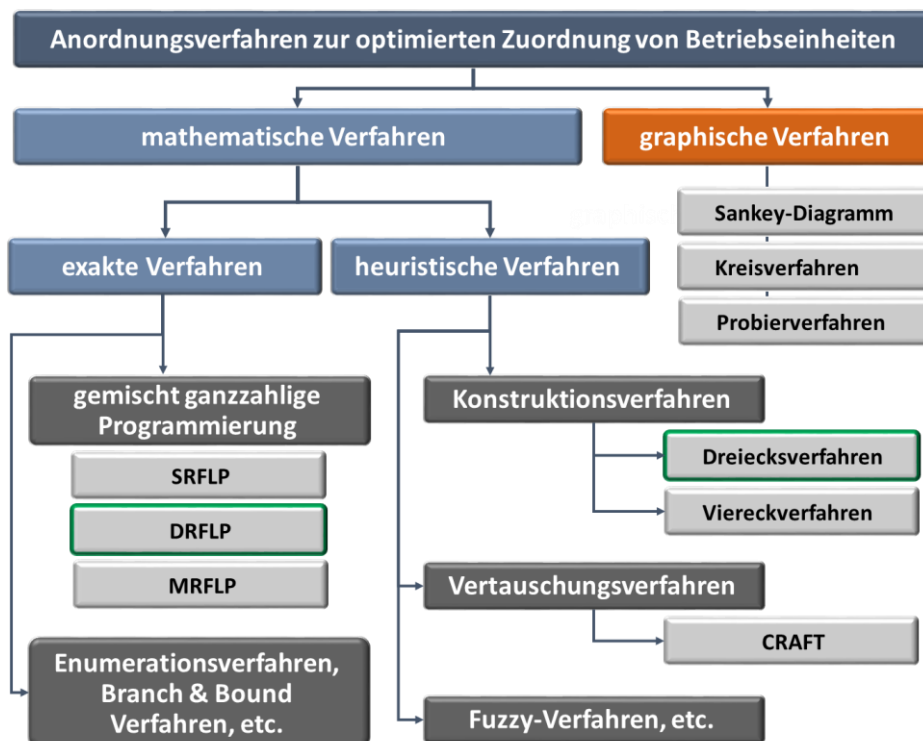 Anordnungsverfahren zur optimierten Zuordnung von Betriebseinheiten
mathematische Verfahren
graphische Verfahren
Sankey-Diagramm
Kreisverfahren
Probierverfahren
exakte Verfahren
heuristische Verfahren
gemischt ganzzahlige
Programmierung
SRFLP
DRFLP
MRFLP
Enumerationsverfahren,
Branch & Bound
Verfahren, etc.
Konstruktionsverfahren
Dreiecksverfahren
Viereckverfahren
Vertauschungsverfahren
CRAFT
Fuzzy-Verfahren, etc.